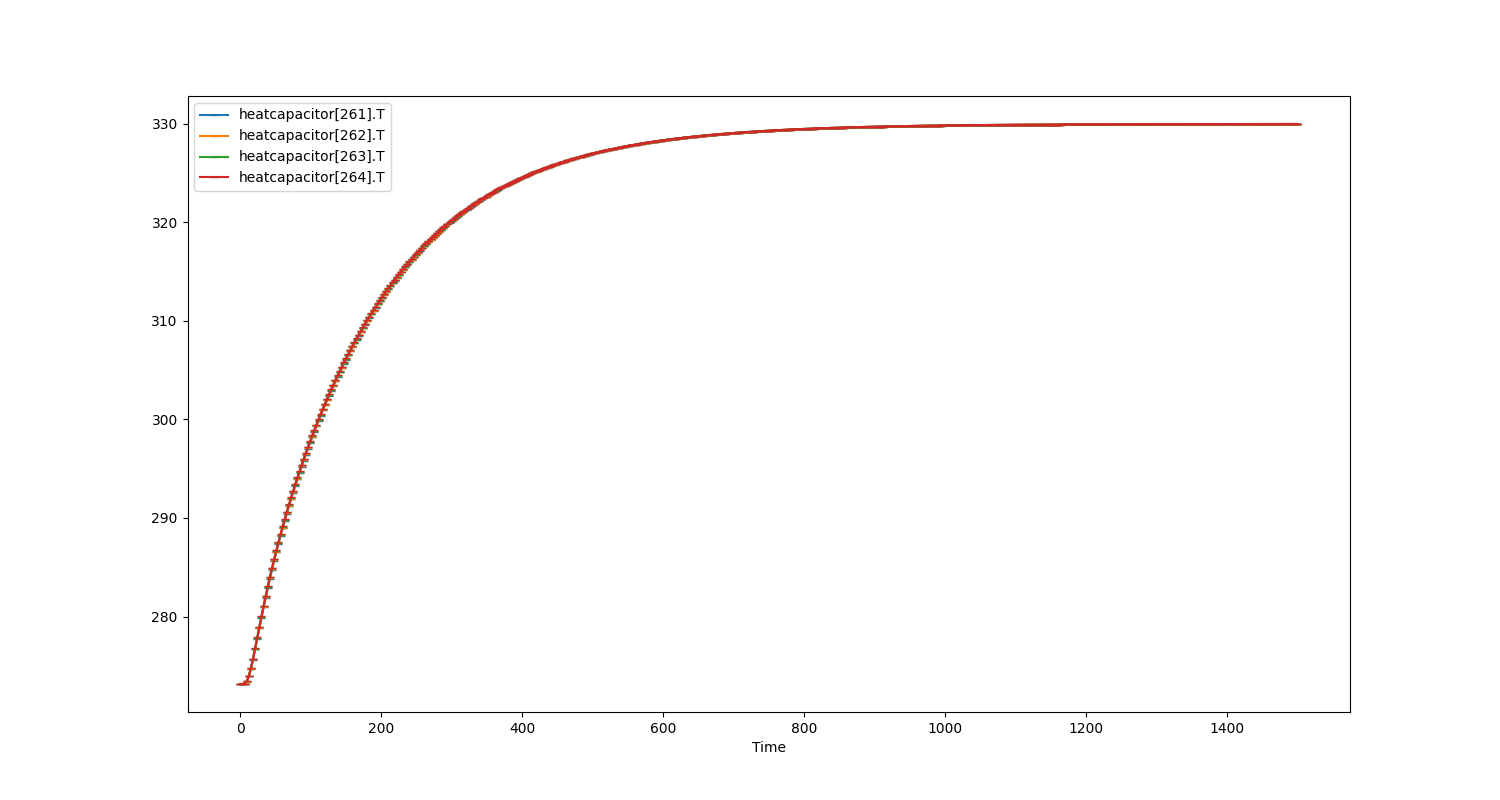 heatcapacitor[261].T
heatcapacitor[262].T
heatcapacitor[263].T
heatcapacitor[264].T
330
320
310
300
290
280
0 200 400 600 800 1000 1200 1400
Time